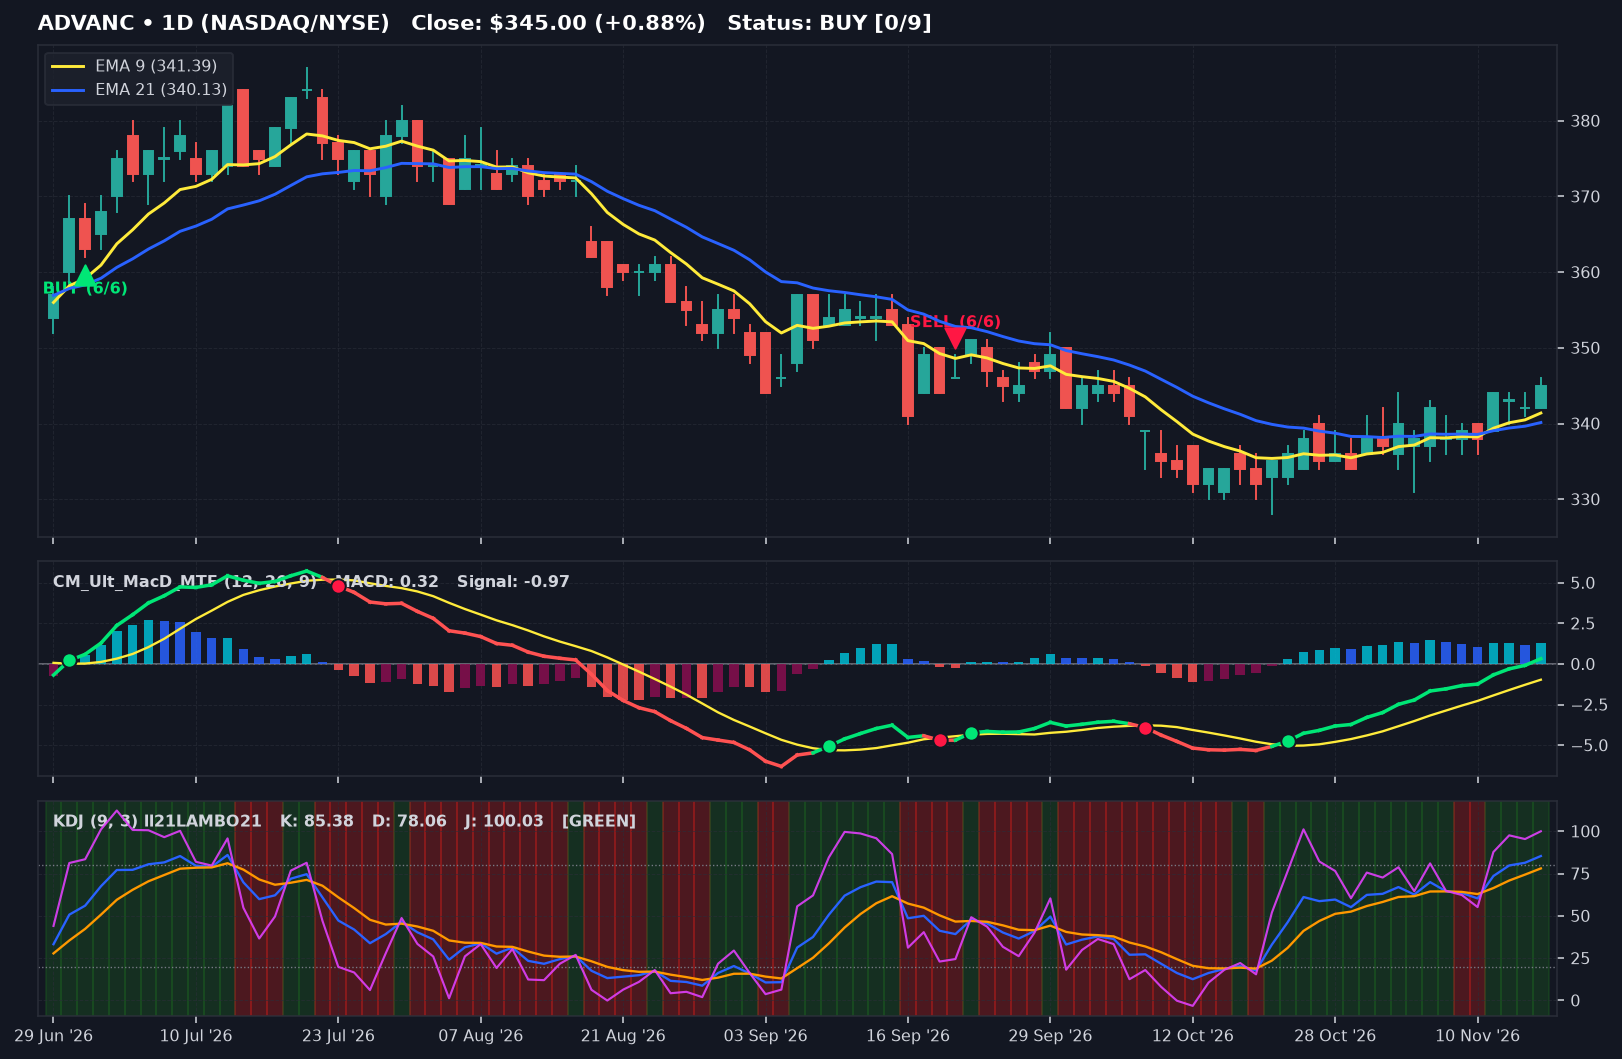 ADVANC • 1D (NASDAQ/NYSE)   Close: $345.00 (+0.88%)   Status: BUY [0/9]
EMA 9 (341.39)
EMA 21 (340.13)
380
370
360
350
340
330
BUY (6/6)
SELL (6/6)
CM_Ult_MacD_MTF (12, 26, 9)   MACD: 0.32   Signal: -0.97
5.0
2.5
0.0
−2.5
−5.0
KDJ (9, 3) II21LAMBO21   K: 85.38   D: 78.06   J: 100.03   [GREEN]
100
75
50
25
0
29 Jun '26
10 Jul '26
23 Jul '26
07 Aug '26
21 Aug '26
03 Sep '26
16 Sep '26
29 Sep '26
12 Oct '26
28 Oct '26
10 Nov '26